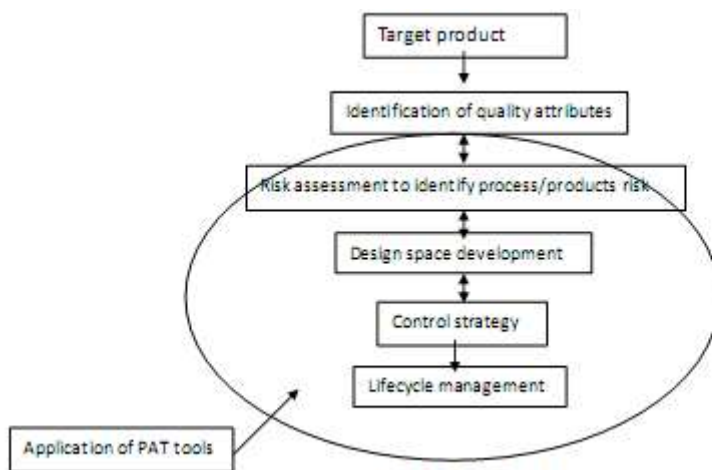 Target product
Identification of quality attributes
Risk assessment to identify process/products risk
Design space development
Control strategy
Lifecycle management
Application of PAT tools